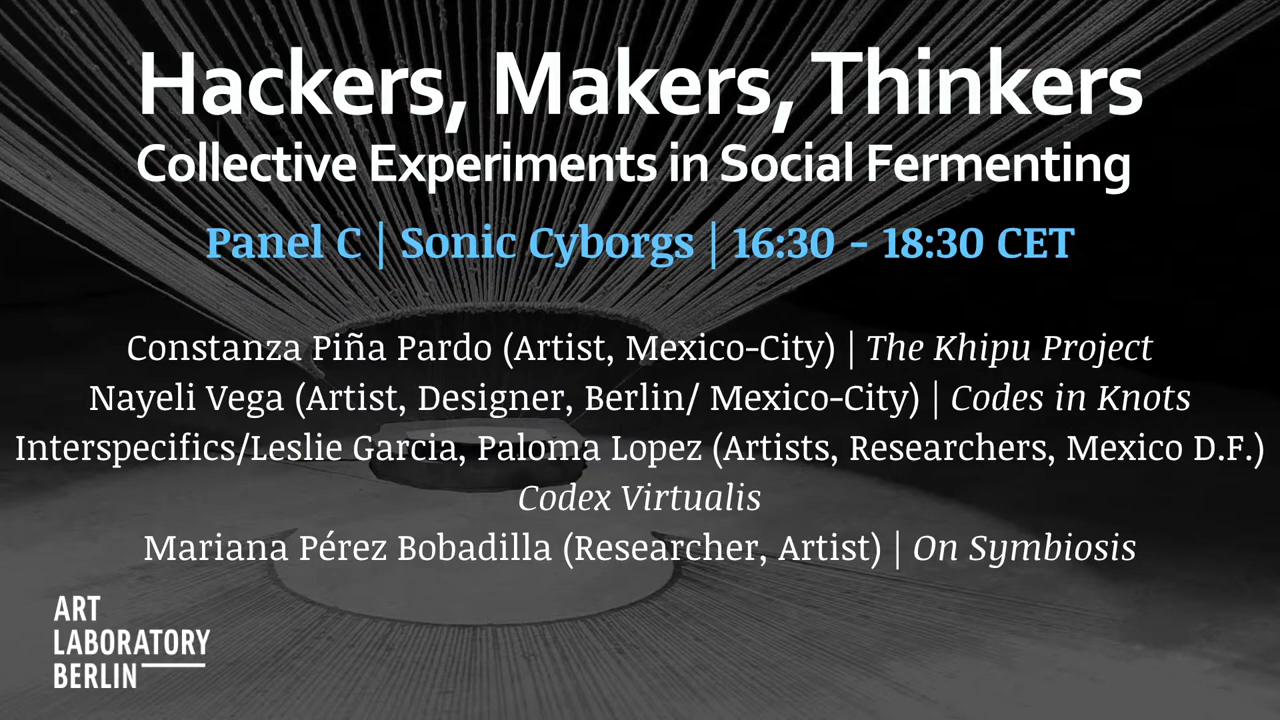 Hackers, Makers, Thinkers
Collective Experiments in Social Fermenting
Panel C | Sonic Cyborgs | 16:30 - 18:30 CET
Constanza Piña Pardo (Artist, Mexico-City) | The Khipu Project
Nayeli Vega (Artist, Designer, Berlin/ Mexico-City) | Codes in Knots
Interspecifics/Leslie Garcia, Paloma Lopez (Artists, Researchers, Mexico D.F.)
Codex Virtualis
Mariana Pérez Bobadilla (Researcher, Artist) | On Symbiosis
ART
LABORATORY
BERLIN